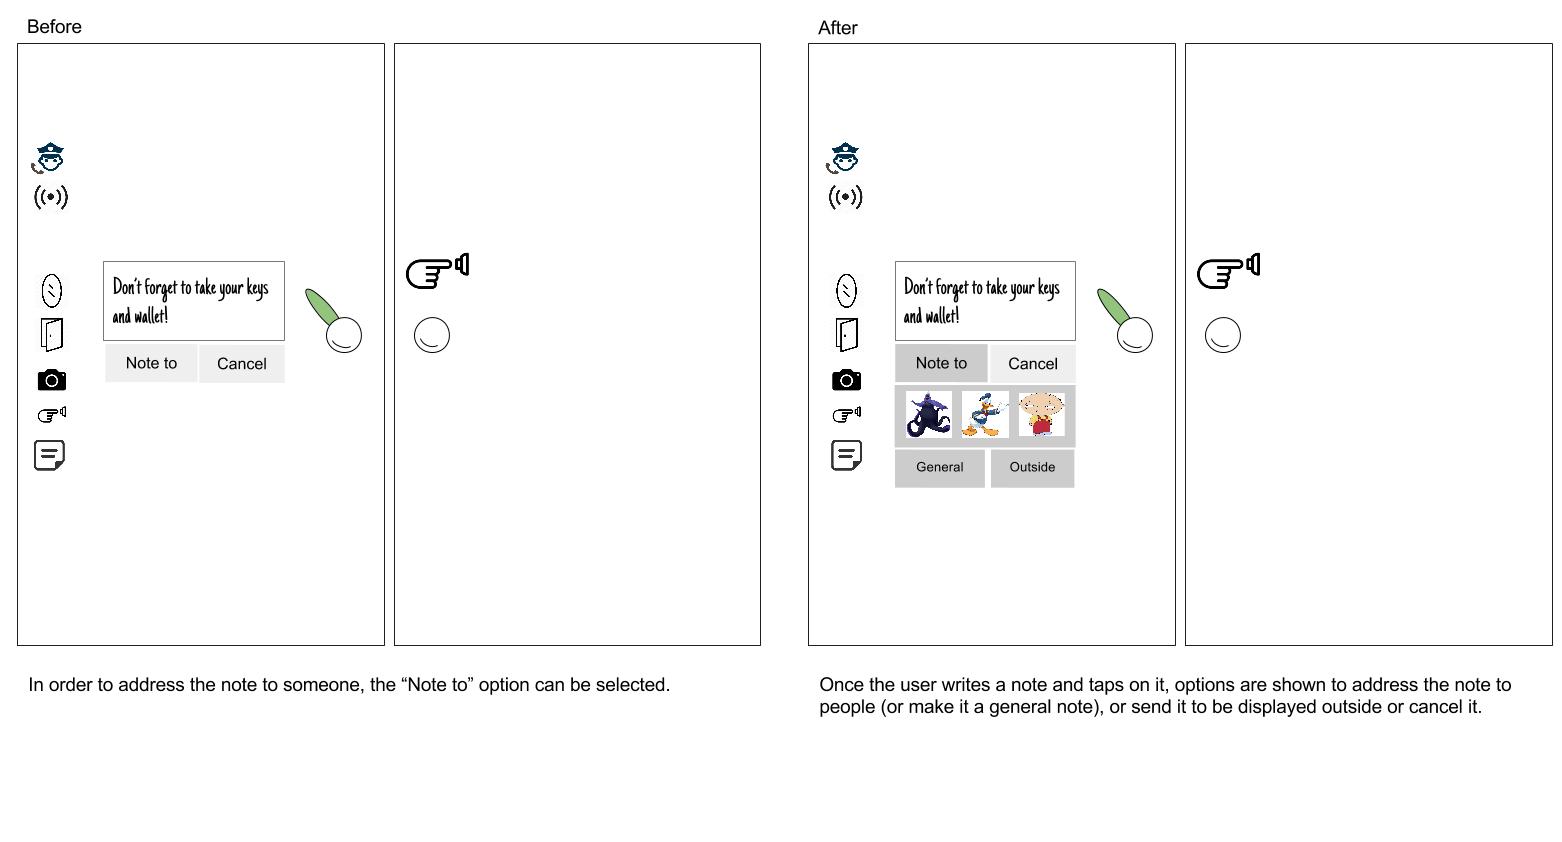 Before
Don't Forget to take your keys
and wallet!
Note to
Cancel
In order to address the note to someone, the “Note to” option can be selected.
After
Don't Forget to take your keys
and wallet!
Note to
Cancel
General
Outside
Once the user writes a note and taps on it, options are shown to address the note to
people (or make it a general note), or send it to be displayed outside or cancel it.